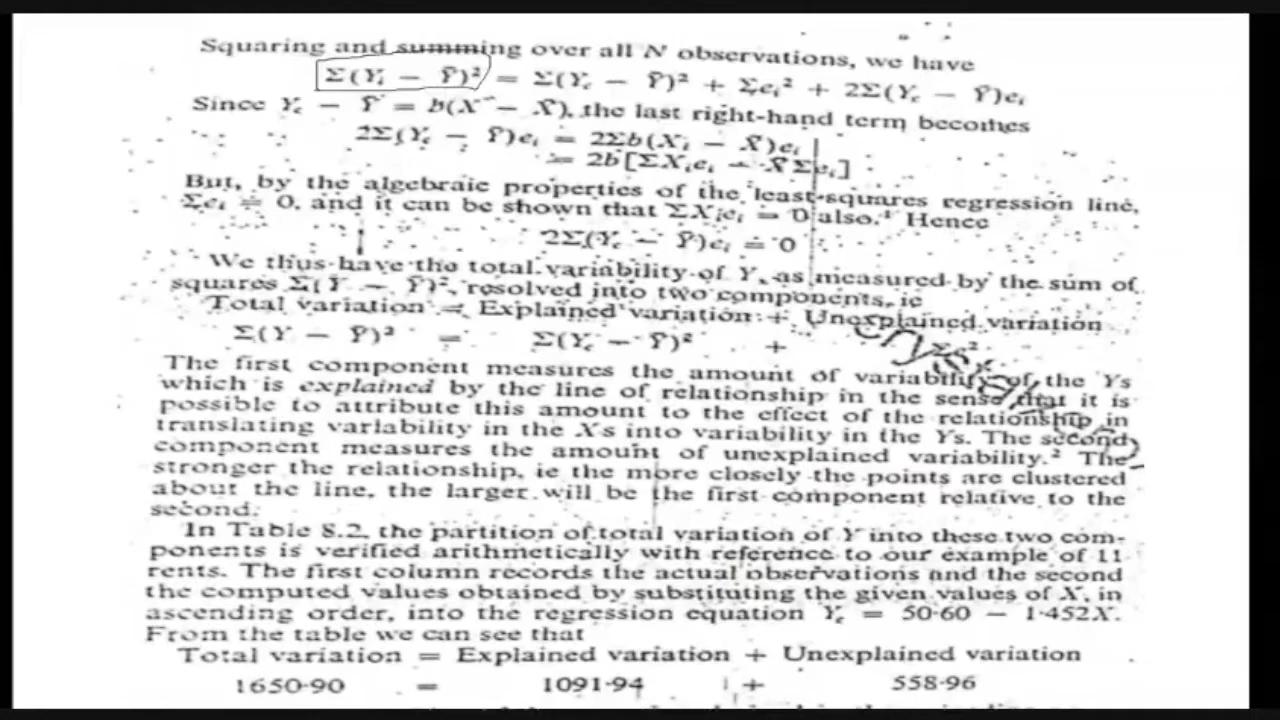 Squaring and summing over all N observations, we have
Σ(Yᵢ − Ȳ)² = Σ(Y_c − Ȳ)² + Σeᵢ² + 2Σ(Y_c − Ȳ)eᵢ
Since Y_c − Ȳ = b(X − X̄), the last right-hand term becomes
2Σ(Y_c − Ȳ)eᵢ = 2Σb(Xᵢ − X̄)eᵢ
= 2b[ΣXᵢeᵢ − X̄Σeᵢ]
But, by the algebraic properties of the least-squares regression line,
Σeᵢ = 0, and it can be shown that ΣXᵢeᵢ = 0 also.¹ Hence
2Σ(Y_c − Ȳ)eᵢ = 0
We thus have the total variability of Y, as measured by the sum of
squares Σ(Y − Ȳ)², resolved into two components, ie
Total variation = Explained variation + Unexplained variation
Σ(Y − Ȳ)² = Σ(Y_c − Ȳ)² +
The first component measures the amount of variability of the Ys
which is explained by the line of relationship in the sense that it is
possible to attribute this amount to the effect of the relationship in
translating variability in the Xs into variability in the Ys. The second
component measures the amount of unexplained variability.² The
stronger the relationship, ie the more closely the points are clustered
about the line, the larger will be the first component relative to the
second.
In Table 8.2, the partition of total variation of Y into these two com-
ponents is verified arithmetically with reference to our example of 11
rents. The first column records the actual observations and the second
the computed values obtained by substituting the given values of X, in
ascending order, into the regression equation Y_c = 50·60 − 1·452X.
From the table we can see that
Total variation = Explained variation + Unexplained variation
1650·90 = 1091·94 + 558·96